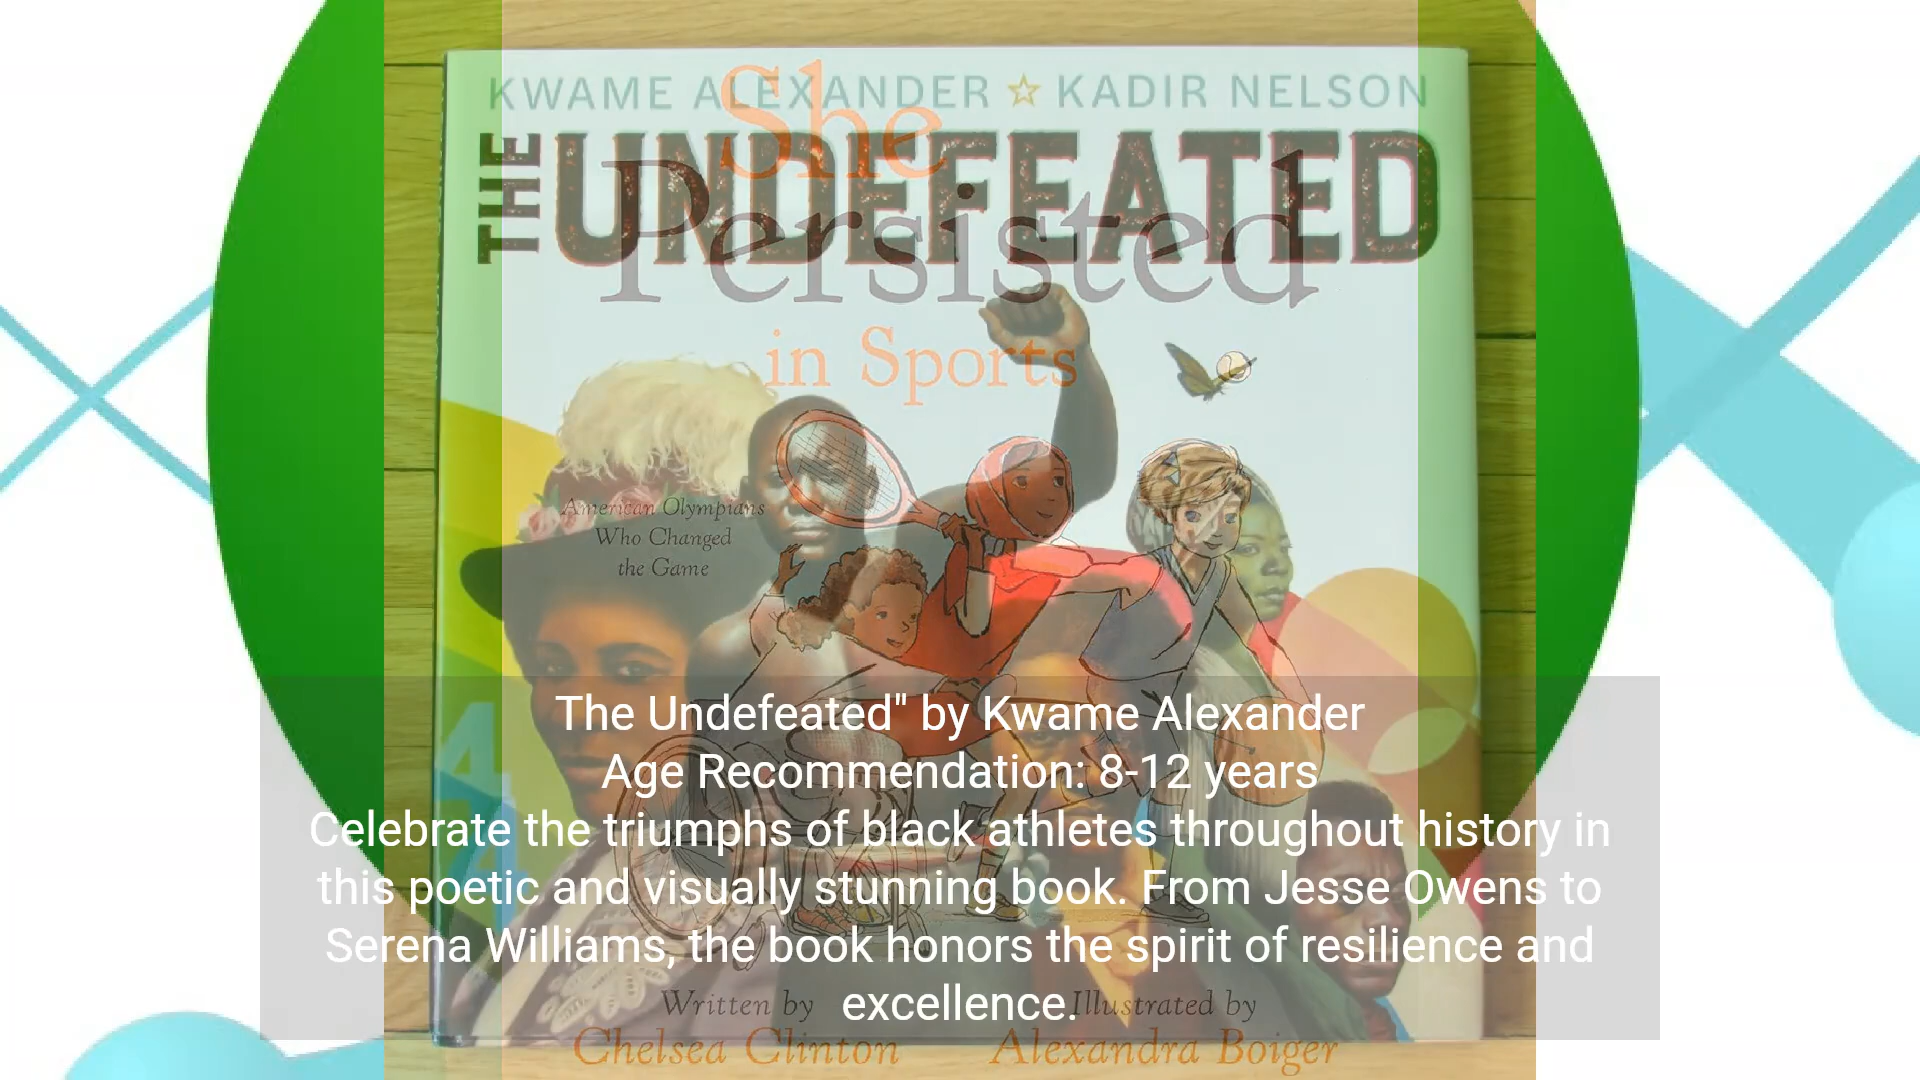 KWAME ALEXANDER ☆ KADIR NELSON
THE UNDEFEATED
She
Persisted
in Sports
American Olympians
Who Changed
the Game
The Undefeated" by Kwame Alexander
Age Recommendation: 8-12 years
Celebrate the triumphs of black athletes throughout history in
this poetic and visually stunning book. From Jesse Owens to
Serena Williams, the book honors the spirit of resilience and
excellence.
Written by
Chelsea Clinton
Illustrated by
Alexandra Boiger